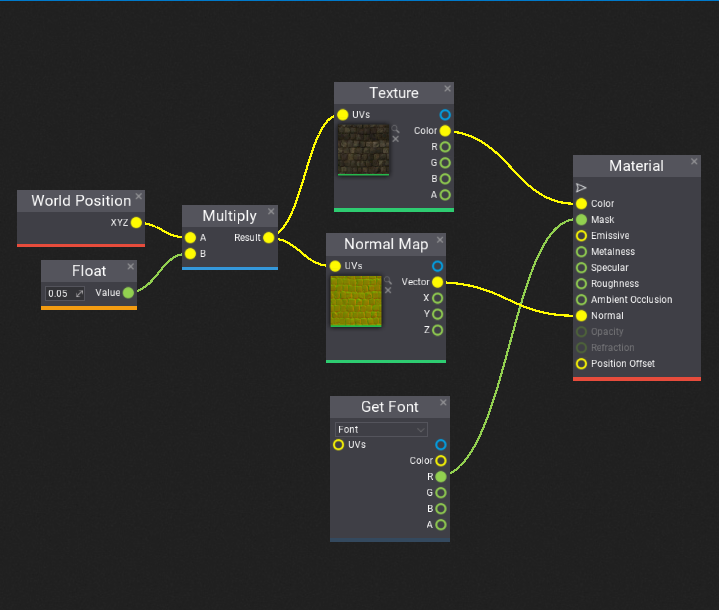 Texture
UVs
Color
R
G
B
A
World Position
XYZ
Multiply
A
Result
B
Float
0.05
Value
Normal Map
UVs
Vector
X
Y
Z
Get Font
Font
UVs
Color
R
G
B
A
Material
Color
Mask
Emissive
Metalness
Specular
Roughness
Ambient Occlusion
Normal
Opacity
Refraction
Position Offset